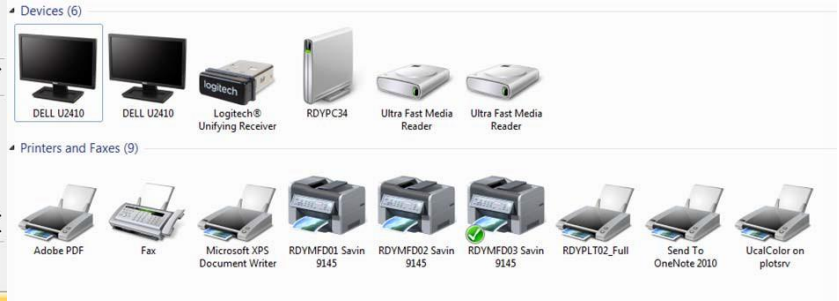 Devices (6)
DELL U2410
DELL U2410
logitech
Logitech®
Unifying Receiver
RDYPC34
Ultra Fast Media
Reader
Ultra Fast Media
Reader
Printers and Faxes (9)
Adobe PDF
Fax
Microsoft XPS
Document Writer
RDYMFD01 Savin
9145
RDYMFD02 Savin
9145
RDYMFD03 Savin
9145
RDYPLT02_Full
Send To
OneNote 2010
UcalColor on
plotsrv